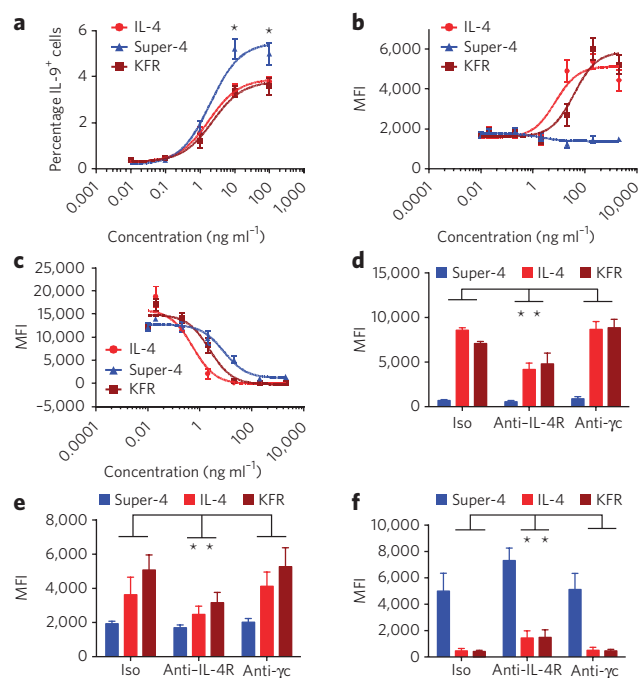 a
IL-4
Super-4
KFR
Percentage IL-9+ cells
6
4
2
0
0.001
0.01
0.1
1
10
100
1,000
Concentration (ng ml−1)
b
IL-4
Super-4
KFR
MFI
6,000
4,000
2,000
0
0.0001
0.01
1
100
10,000
Concentration (ng ml−1)
c
MFI
25,000
20,000
15,000
10,000
5,000
0
−5,000
IL-4
Super-4
KFR
0.0001
0.01
1
100
10,000
Concentration (ng ml−1)
d
Super-4 IL-4 KFR
MFI
15,000
10,000
5,000
0
* *
Iso Anti–IL-4R Anti-γc
e
Super-4 IL-4 KFR
MFI
8,000
6,000
4,000
2,000
0
* *
Iso Anti-IL-4R Anti-γc
f
Super-4 IL-4 KFR
MFI
10,000
8,000
6,000
4,000
2,000
0
* *
Iso Anti-IL-4R Anti-γc